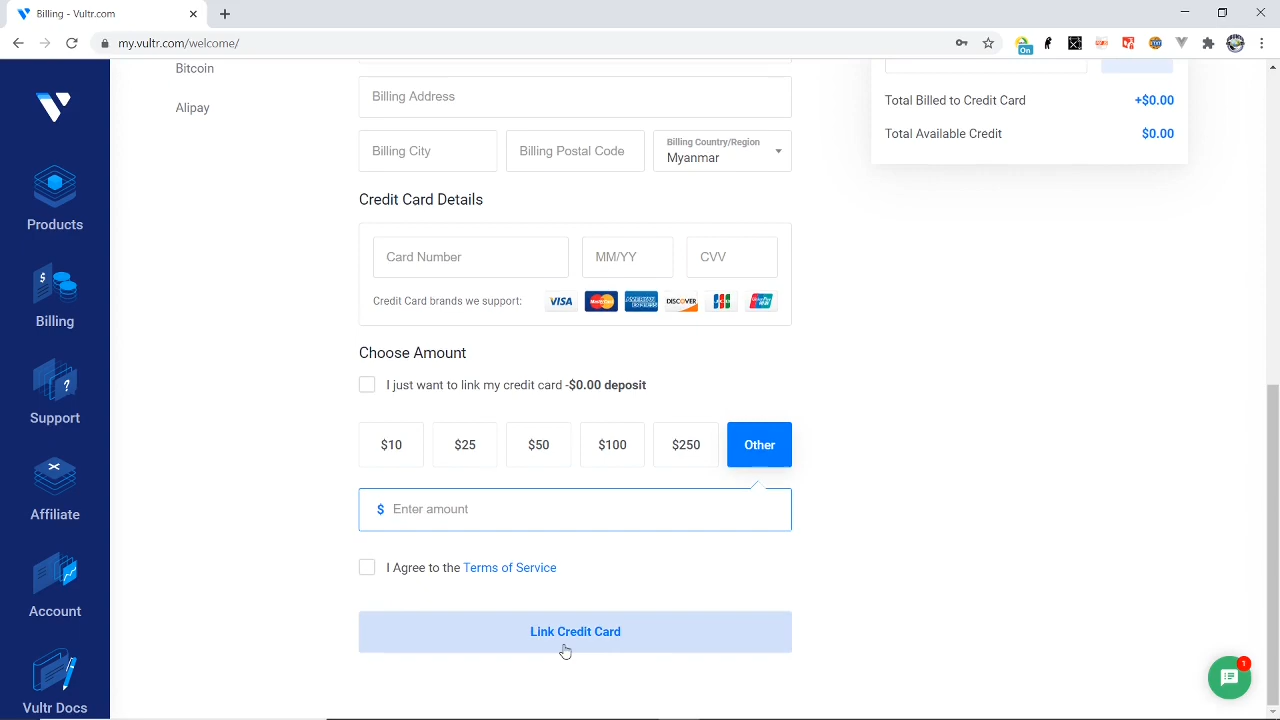 Billing - Vultr.com
my.vultr.com/welcome/
On
Products
Billing
Support
Affiliate
Account
Vultr Docs
Bitcoin
Alipay
Billing Address
Billing City
Billing Postal Code
Billing Country/Region
Myanmar
Credit Card Details
Card Number
MM/YY
CVV
Credit Card brands we support:
VISA
DISCOVER
Choose Amount
I just want to link my credit card -$0.00 deposit
$10
$25
$50
$100
$250
Other
$ Enter amount
I Agree to the Terms of Service
Link Credit Card
Total Billed to Credit Card +$0.00
Total Available Credit $0.00
1